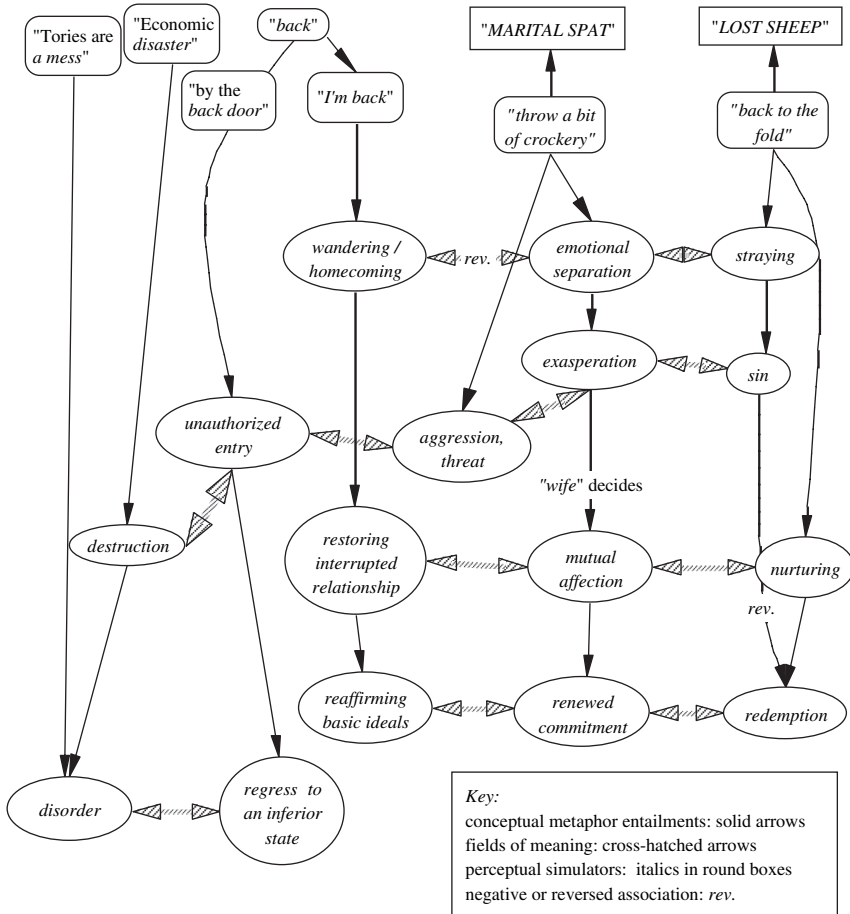 "Tories are
a mess"
"Economic
disaster"
"back"
"MARITAL SPAT"
"LOST SHEEP"
"by the
back door"
"I'm back"
"throw a bit
of crockery"
"back to the
fold"
wandering /
homecoming
rev.
emotional
separation
straying
exasperation
sin
unauthorized
entry
aggression,
threat
"wife" decides
destruction
restoring
interrupted
relationship
mutual
affection
nurturing
rev.
reaffirming
basic ideals
renewed
commitment
redemption
disorder
regress to
an inferior
state
Key:
conceptual metaphor entailments: solid arrows
fields of meaning: cross-hatched arrows
perceptual simulators: italics in round boxes
negative or reversed association: rev.